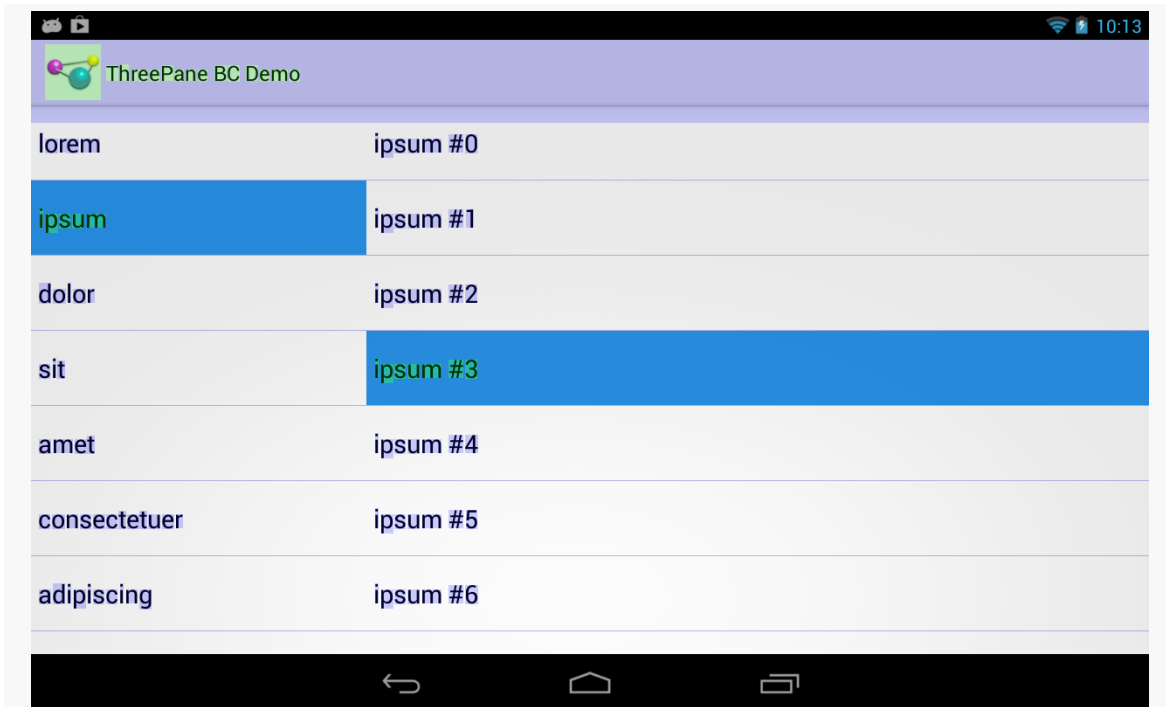 10:13
ThreePane BC Demo
lorem
ipsum #0
ipsum
ipsum #1
dolor
ipsum #2
sit
ipsum #3
amet
ipsum #4
consectetuer
ipsum #5
adipiscing
ipsum #6